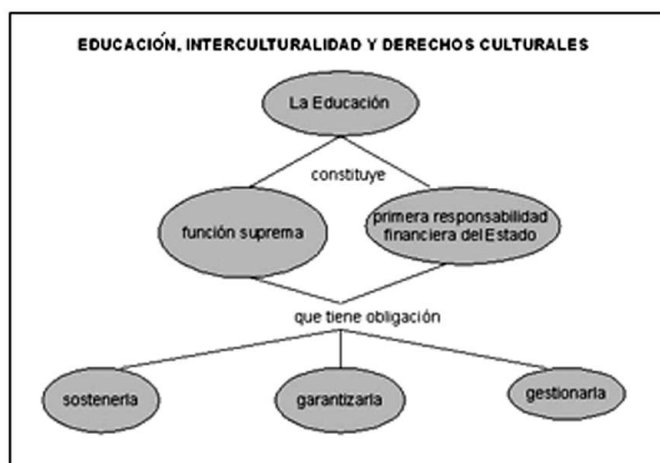 EDUCACIÓN, INTERCULTURALIDAD Y DERECHOS CULTURALES
La Educación
constituye
función suprema
primera responsabilidad
financiera del Estado
que tiene obligación
sostenerla
garantizarla
gestionarla